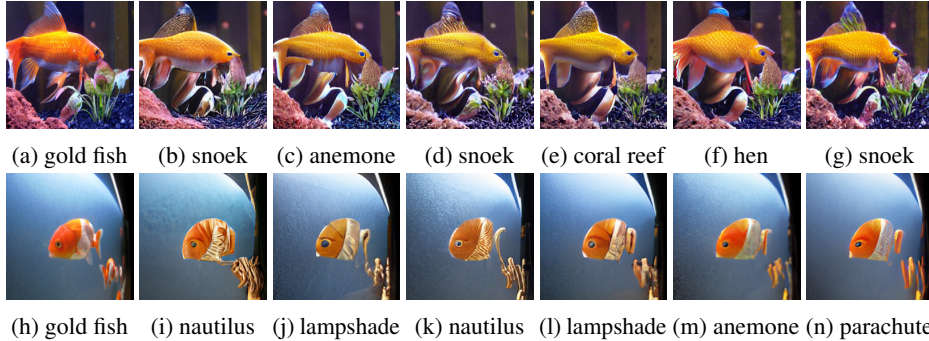 (a) gold fish (b) snoek (c) anemone (d) snoek (e) coral reef (f) hen (g) snoek
(h) gold fish (i) nautilus (j) lampshade (k) nautilus (l) lampshade (m) anemone (n) parachute